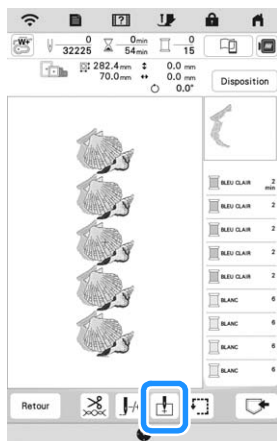 W+ 0 32225 0min 54min 0 15
282.4mm 0.0 mm
70.0mm 0.0 mm
0.0° Disposition
BLEU CLAIR 2 min
BLEU CLAIR 2
BLEU CLAIR 2
BLEU CLAIR 2
BLEU CLAIR 2
BLANC 6
BLANC 6
BLANC 6
BLANC 6
Retour